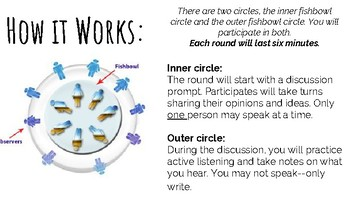 HOW IT WORKS:
There are two circles, the inner fishbowl
circle and the outer fishbowl circle. You will
participate in both.
Each round will last six minutes.
Fishbowl
bservers
Inner circle:
The round will start with a discussion
prompt. Participates will take turns
sharing their opinions and ideas. Only
one person may speak at a time.
Outer circle:
During the discussion, you will practice
active listening and take notes on what
you hear. You may not speak--only
write.